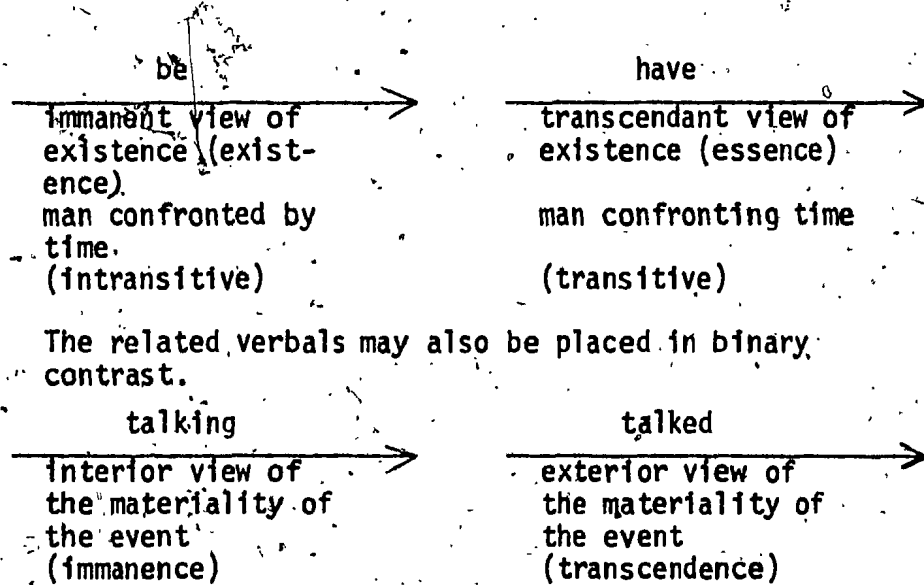 be have
immanent view of transcendant view of
existence (exist- existence (essence)
ence)
man confronted by man confronting time
time.
(intransitive) (transitive)
The related verbals may also be placed in binary
contrast.
talking talked
interior view of exterior view of
the materiality of the materiality of
the event the event
(immanence) (transcendence)